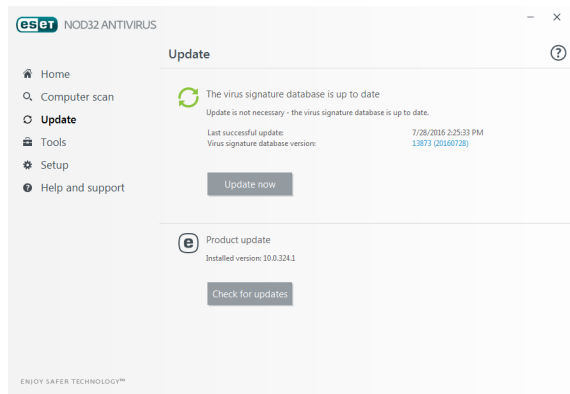 eset NOD32 ANTIVIRUS
Update
?
Home
Computer scan
Update
Tools
Setup
Help and support
The virus signature database is up to date
Update is not necessary - the virus signature database is up to date.
Last successful update: 7/28/2016 2:25:33 PM
Virus signature database version: 13873 (20160728)
Update now
e
Product update
Installed version: 10.0.324.1
Check for updates
ENJOY SAFER TECHNOLOGY™